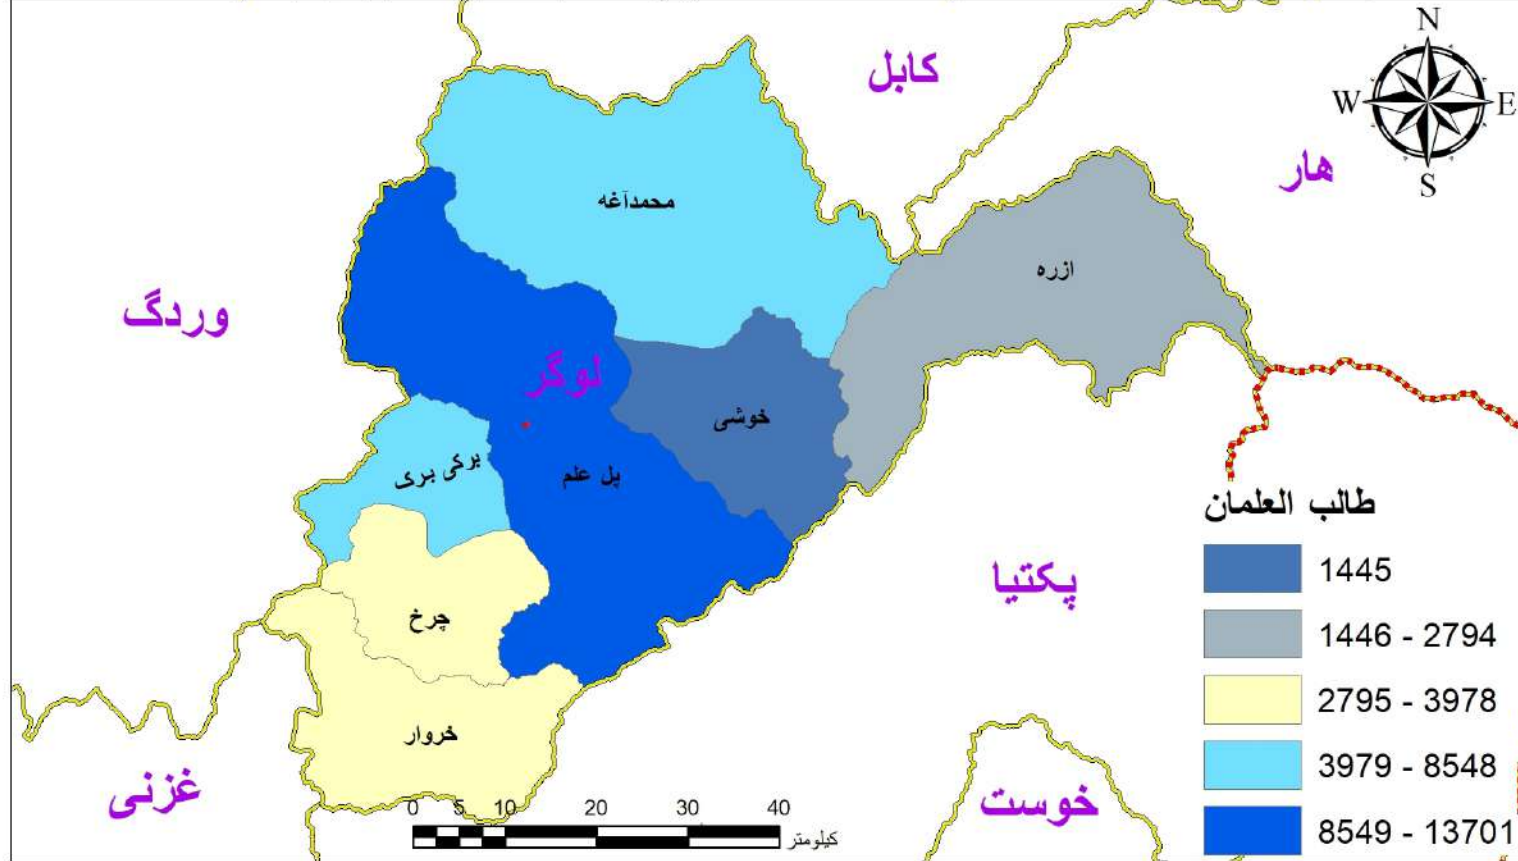 N
W
E
S
کابل
هار
محمدآغه
ازره
وردگ
لوگر
خوشی
برکی برک
پل علم
طالب العلمان
1445
1446 - 2794
2795 - 3978
3979 - 8548
8549 - 13701
پکتیا
چرخ
خروار
غزنی
خوست
0 5 10 20 30 40
کیلومتر